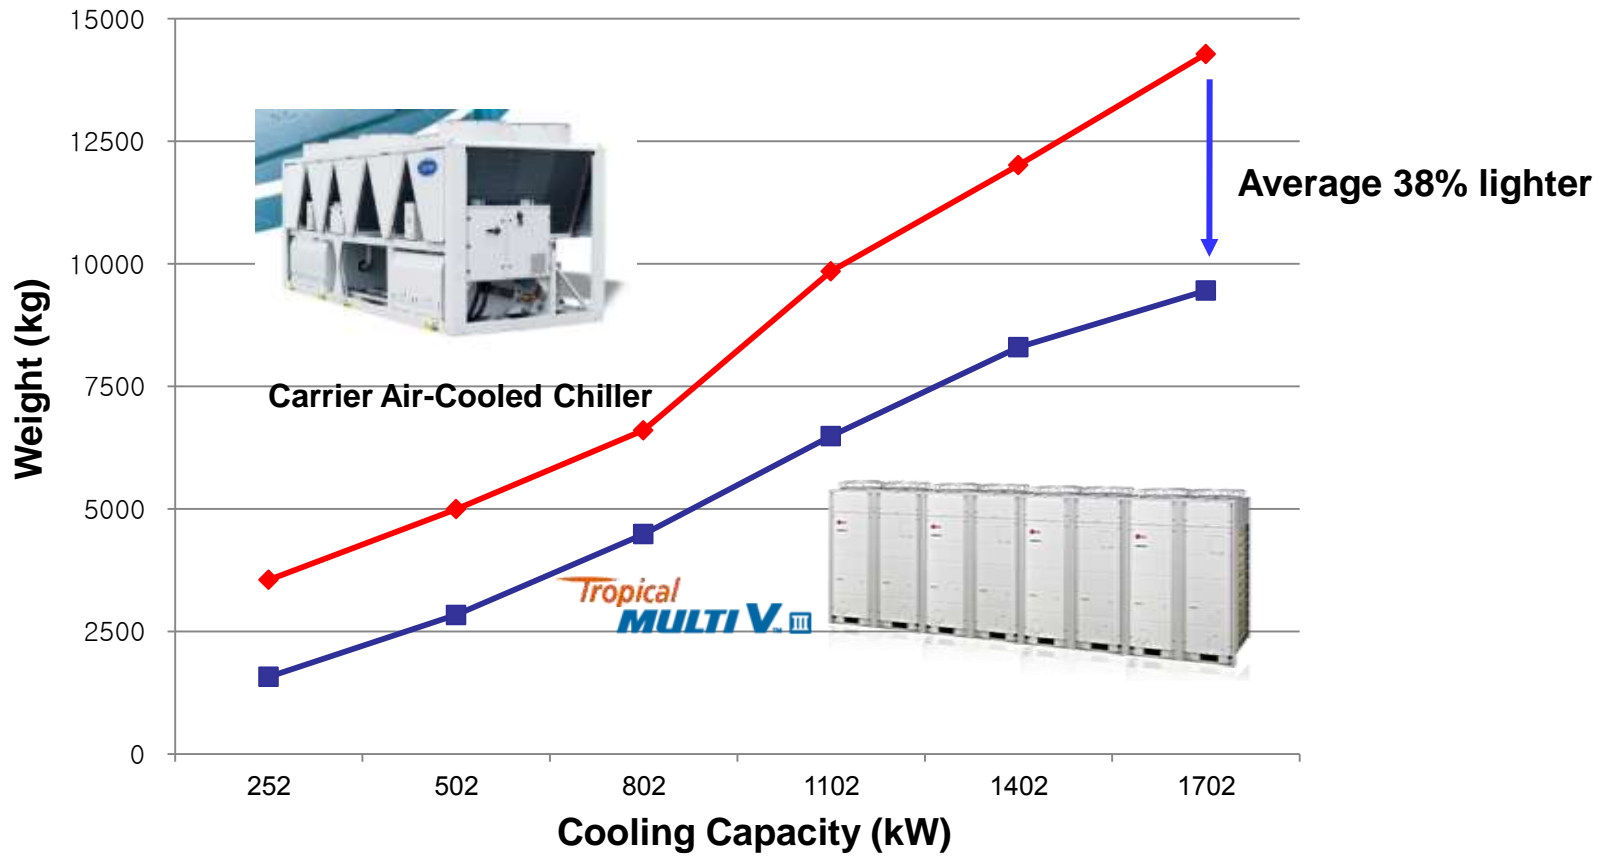 15000
12500
10000
7500
5000
2500
0
Weight (kg)
Average 38% lighter
Carrier Air-Cooled Chiller
Tropical
MULTI V™ III
252 502 802 1102 1402 1702
Cooling Capacity (kW)